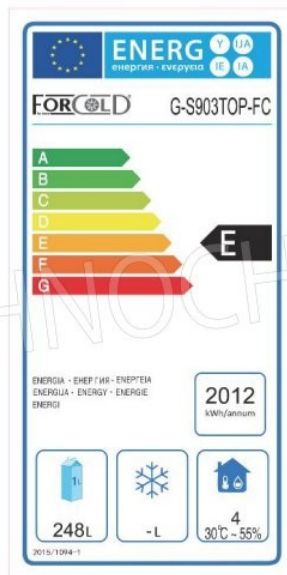 ENERG Y IJA
енергия · ενεργεια IE IA
FORCOLD G-S903TOP-FC
A
B
C
D
E
F
G
E
ENERGIA · ЕНЕРГИЯ · ΕΝΕΡΓΕΙΑ
ENERGIJA · ENERGY · ENERGIE
ENERGI
2012
kWh/annum
1L
248L
-L
4
30°C ~ 55%
2015/1094-1